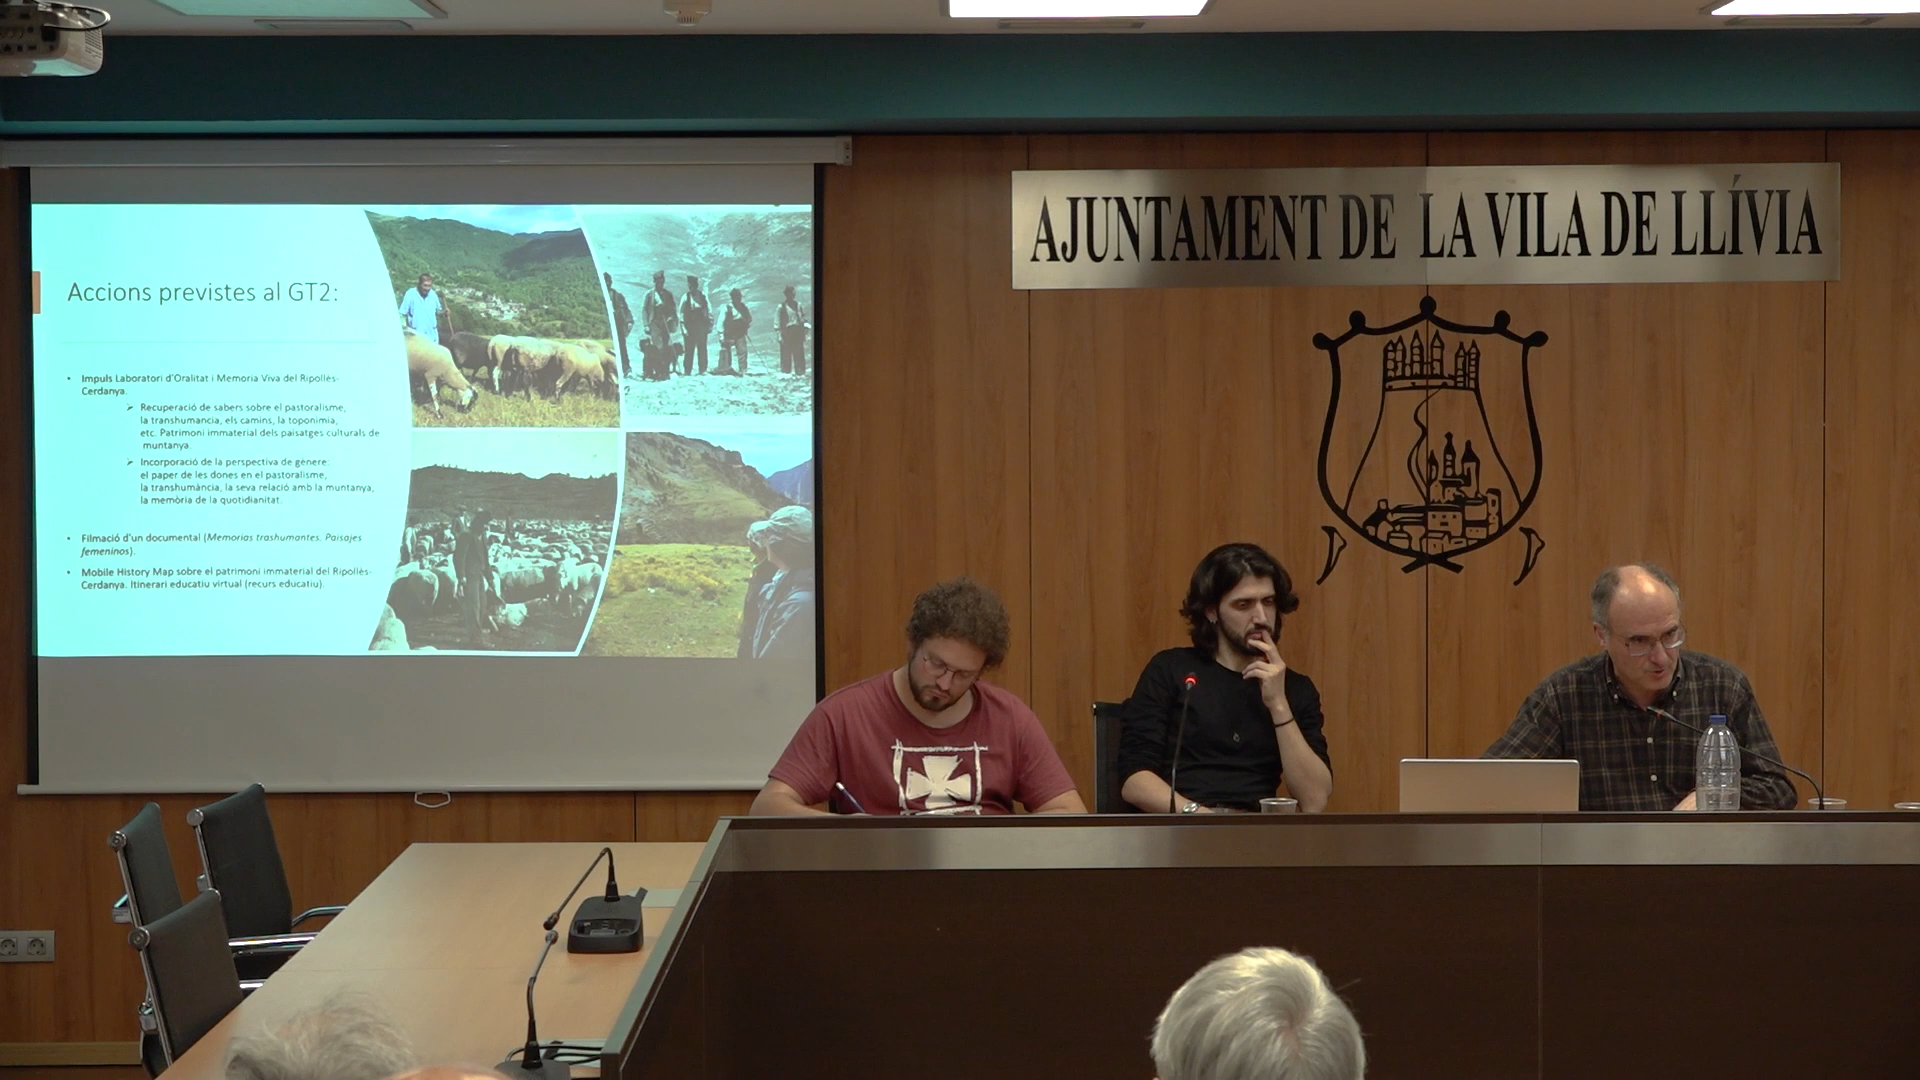 AJUNTAMENT DE LA VILA DE LLÍVIA
Accions previstes al GT2:
• Impuls Laboratori d'Oralitat i Memoria Viva del Ripollès-
Cerdanya.
➢ Recuperació de sabers sobre el pastoralisme,
la transhumancia, els camins, la toponimia,
etc. Patrimoni immaterial dels paisatges culturals de
muntanya.
➢ Incorporació de la perspectiva de gènere:
el paper de les dones en el pastoralisme,
la transhumància, la seva relació amb la muntanya,
la memòria de la quotidianitat.
• Filmació d'un documental (Memorias trashumantes. Paisajes
femeninos).
• Mobile History Map sobre el patrimoni immaterial del Ripollès-
Cerdanya. Itinerari educatiu virtual (recurs educatiu).